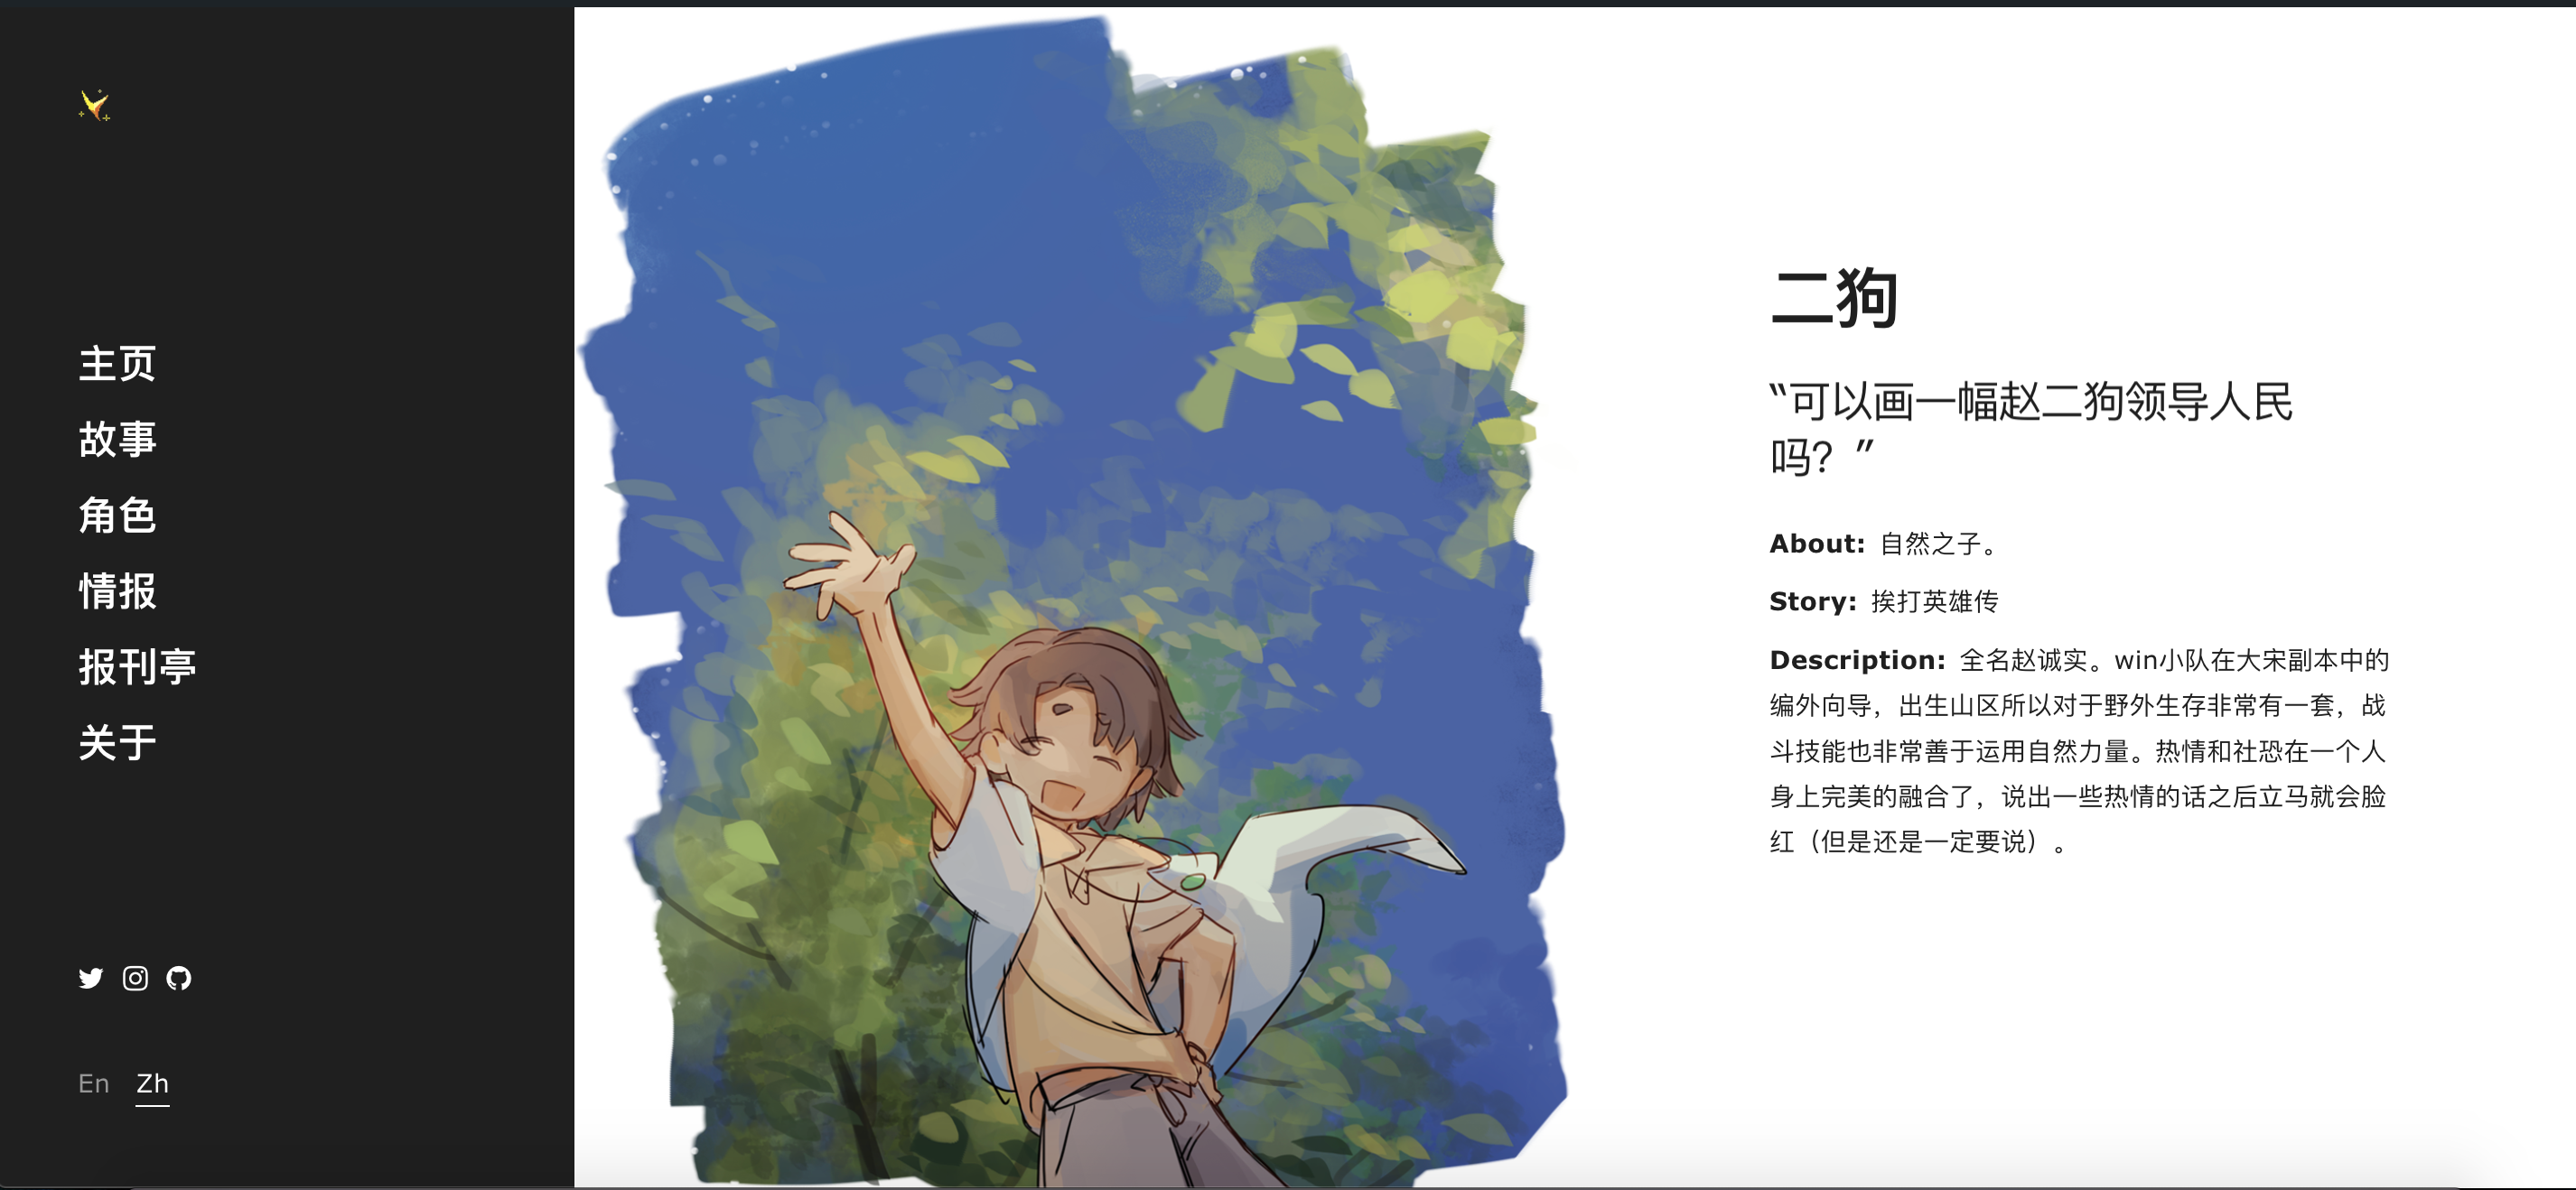 主页
故事
角色
情报
报刊亭
关于
En Zh
二狗
“可以画一幅赵二狗领导人民
吗？”
About: 自然之子。
Story: 挨打英雄传
Description: 全名赵诚实。win小队在大宋副本中的
编外向导，出生山区所以对于野外生存非常有一套，战
斗技能也非常善于运用自然力量。热情和社恐在一个人
身上完美的融合了，说出一些热情的话之后立马就会脸
红（但是还是一定要说）。